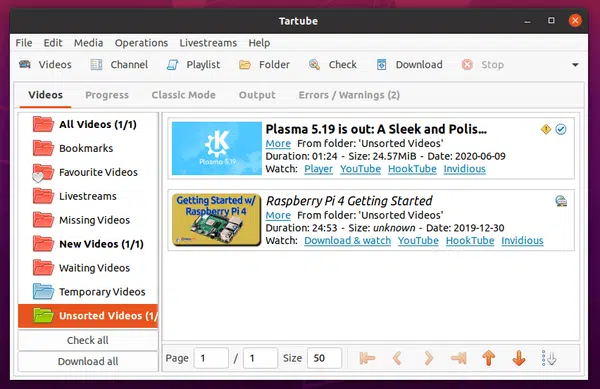 Tartube
File Edit Media Operations Livestreams Help
Videos Channel Playlist Folder Check Download Stop
Videos Progress Classic Mode Output Errors / Warnings (2)
All Videos (1/1)
Bookmarks
Favourite Videos
Livestreams
Missing Videos
New Videos (1/1)
Waiting Videos
Temporary Videos
Unsorted Videos (1/
Check all
Download all
Plasma 5.19
Plasma 5.19 is out: A Sleek and Polis...
More From folder: 'Unsorted Videos'
Duration: 01:24 - Size: 24.57MiB - Date: 2020-06-09
Watch: Player YouTube HookTube Invidious
Getting Started w/
Raspberry Pi 4
Raspberry Pi 4 Getting Started
More From folder: 'Unsorted Videos'
Duration: 24:53 - Size: unknown - Date: 2019-12-30
Watch: Download & watch YouTube HookTube Invidious
Page 1 / 1 Size 50